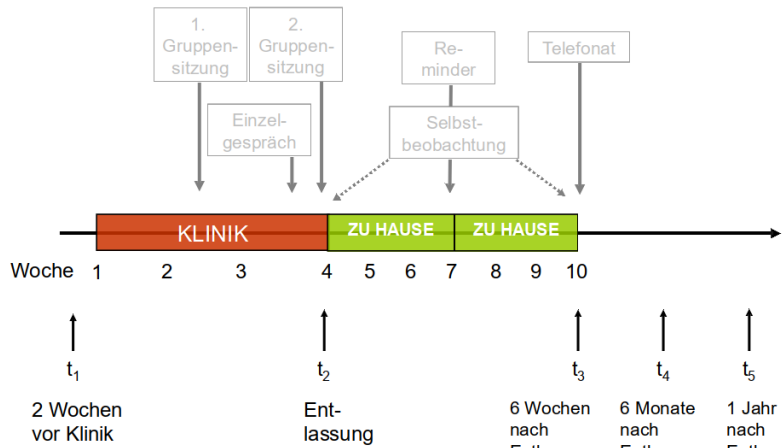 1.
Gruppen-
sitzung
2.
Gruppen-
sitzung
Re-
minder
Telefonat
Einzel-
gespräch
Selbst-
beobachtung
KLINIK
ZU HAUSE
ZU HAUSE
Woche 1 2 3 4 5 6 7 8 9 10
t1
t2
t3
t4
t5
2 Wochen
vor Klinik
Ent-
lassung
6 Wochen
nach
6 Monate
nach
1 Jahr
nach